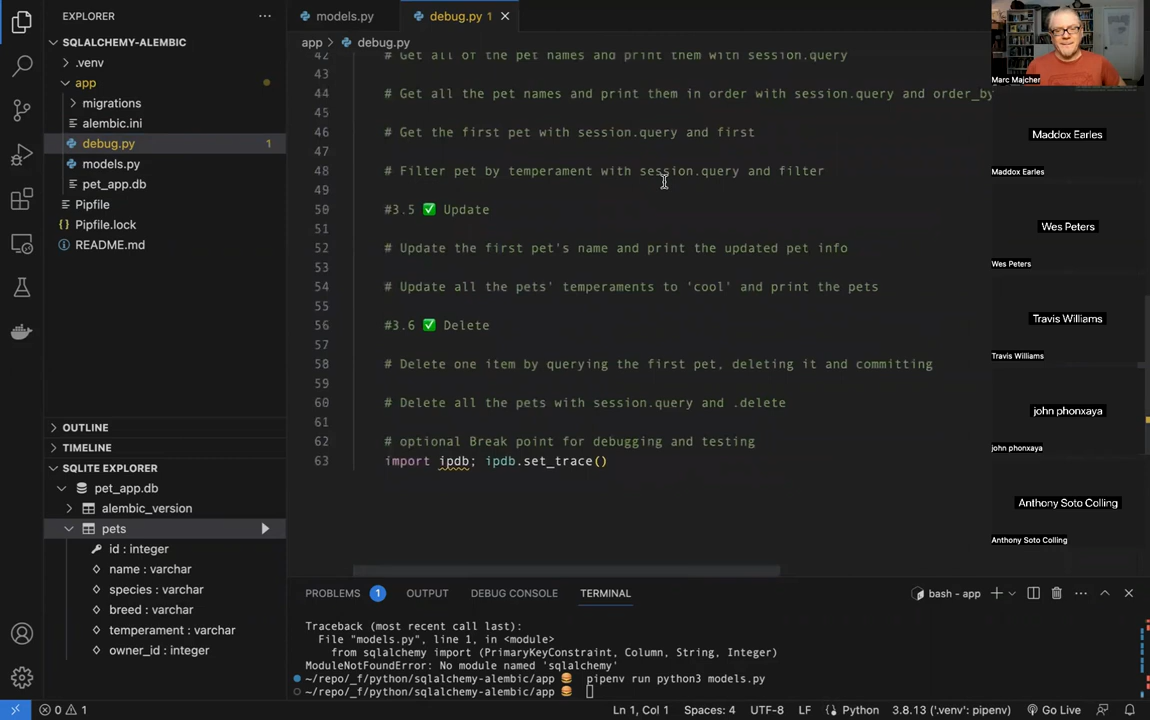 EXPLORER
SQLALCHEMY-ALEMBIC
.venv
app
migrations
alembic.ini
debug.py 1
models.py
pet_app.db
Pipfile
Pipfile.lock
README.md
OUTLINE
TIMELINE
SQLITE EXPLORER
pet_app.db
alembic_version
pets
id : integer
name : varchar
species : varchar
breed : varchar
temperament : varchar
owner_id : integer
models.py
debug.py 1
app > debug.py
42 # Get all of the pet names and print them with session.query
43
44 # Get all the pet names and print them in order with session.query and order_by
45
46 # Get the first pet with session.query and first
47
48 # Filter pet by temperament with session.query and filter
49
50 #3.5 ✅ Update
51
52 # Update the first pet's name and print the updated pet info
53
54 # Update all the pets' temperaments to ‘cool’ and print the pets
55
56 #3.6 ✅ Delete
57
58 # Delete one item by querying the first pet, deleting it and committing
59
60 # Delete all the pets with session.query and .delete
61
62 # optional Break point for debugging and testing
63 import ipdb; ipdb.set_trace()
PROBLEMS 1 OUTPUT DEBUG CONSOLE TERMINAL
bash - app
Traceback (most recent call last):
File "models.py", line 1, in <module>
from sqlalchemy import (PrimaryKeyConstraint, Column, String, Integer)
ModuleNotFoundError: No module named 'sqlalchemy'
~/repo/_f/python/sqlalchemy-alembic/app 🍔 pipenv run python3 models.py
~/repo/_f/python/sqlalchemy-alembic/app 🍔
0 1
Ln 1, Col 1 Spaces: 4 UTF-8 LF Python 3.8.13 ('.venv': pipenv) Go Live
Marc Majcher
Maddox Earles
Maddox Earles
Wes Peters
Wes Peters
Travis Williams
Travis Williams
john phonxaya
john phonxaya
Anthony Soto Colling
Anthony Soto Colling